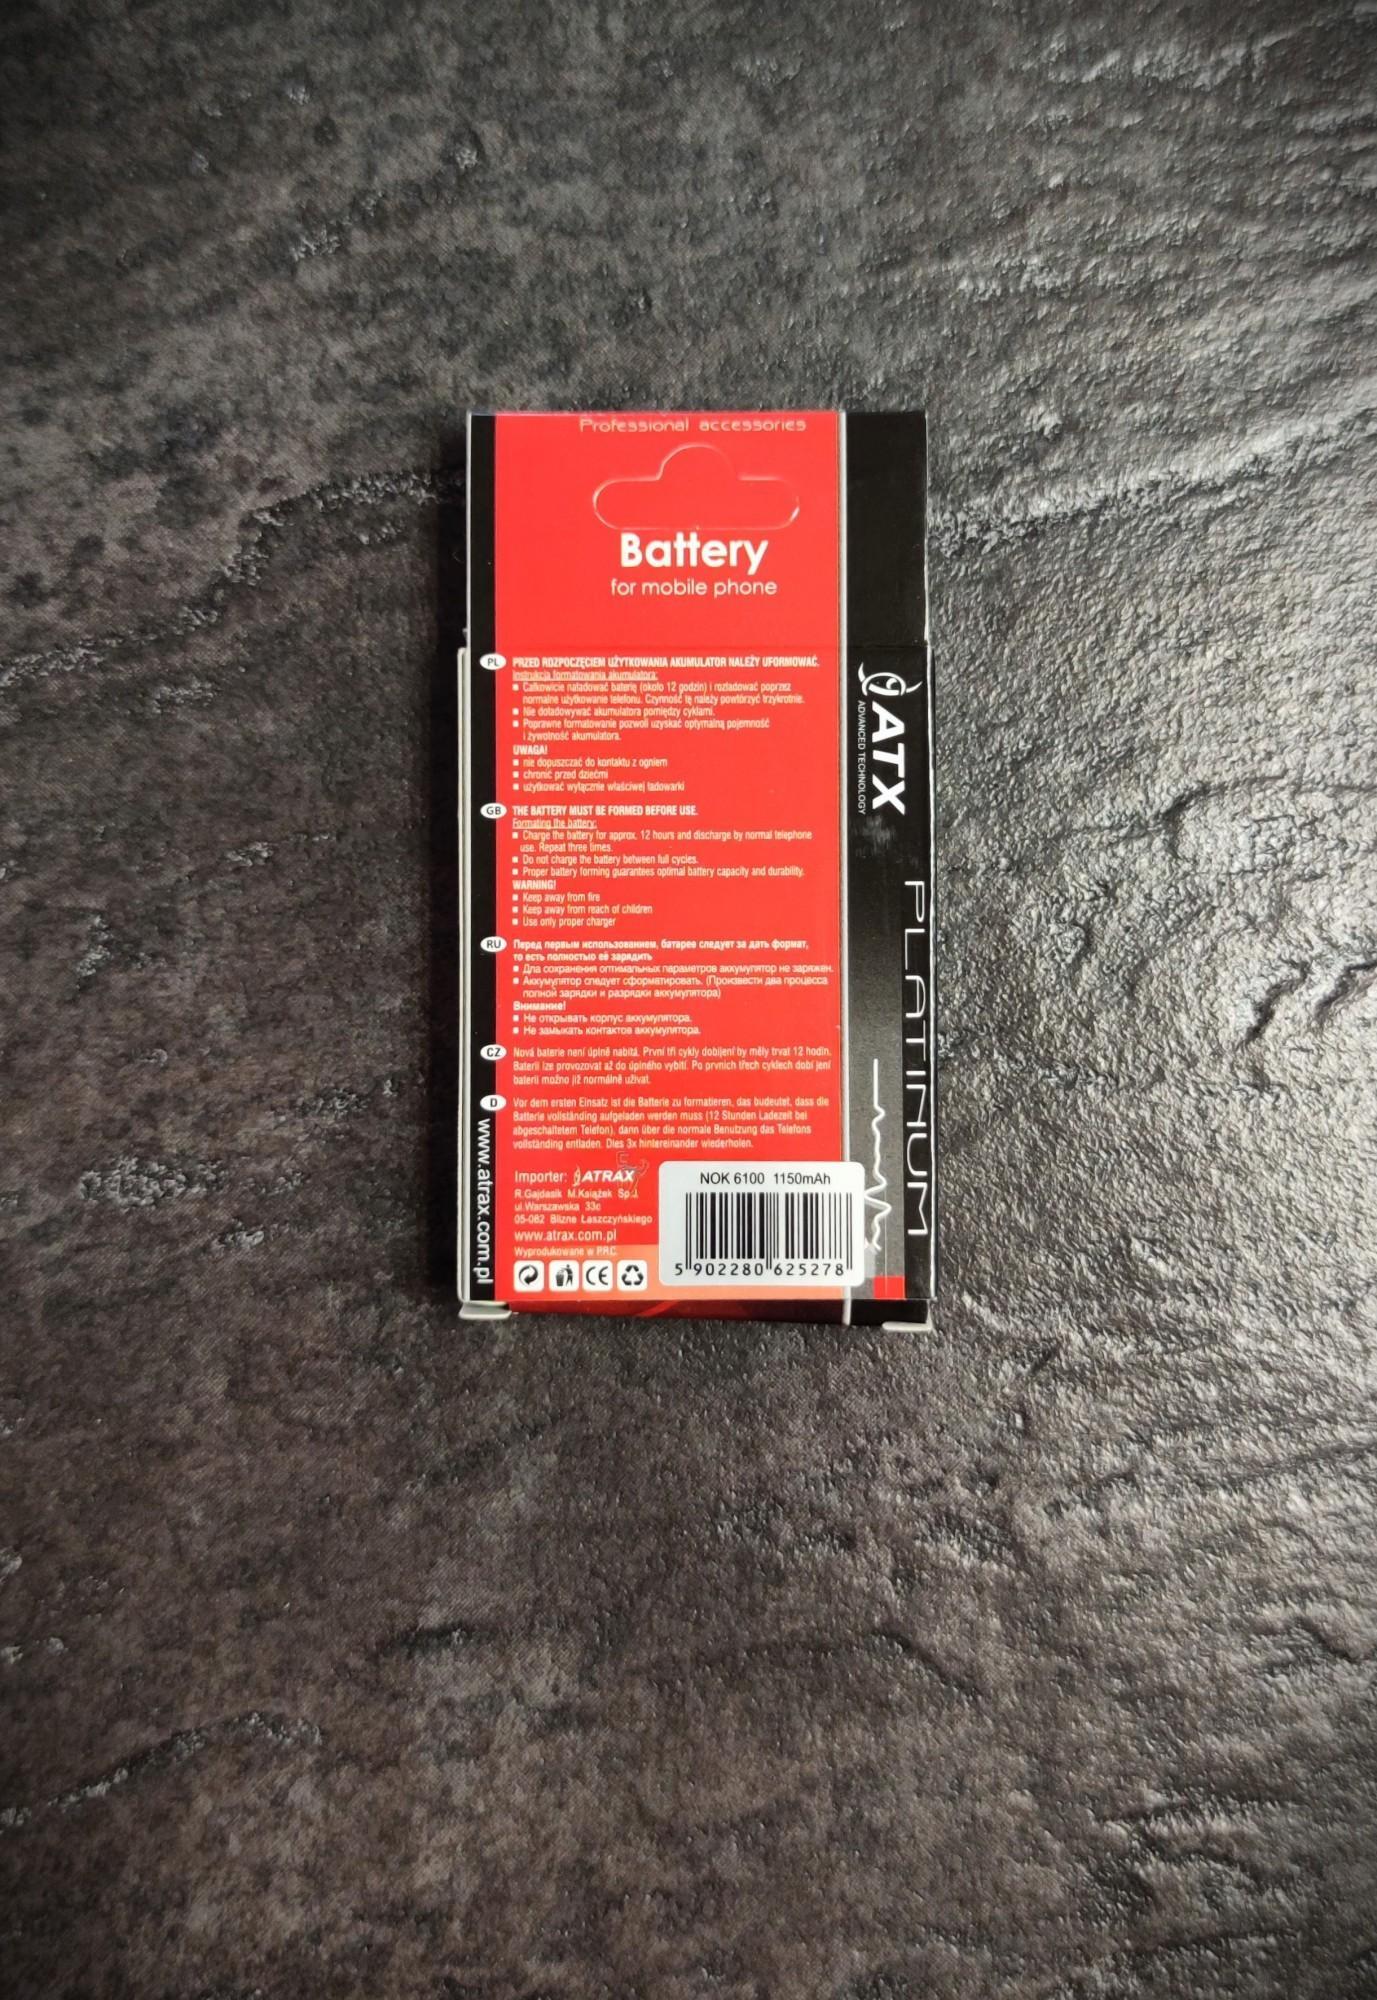 Professional accessories
Battery
for mobile phone
PL PRZED ROZPOCZĘCIEM UŻYTKOWANIA AKUMULATOR NALEŻY UFORMOWAĆ.
Instrukcja formatowania akumulatora:
Całkowicie naładować baterię (około 12 godzin) i rozładować poprzez
normalne użytkowanie telefonu. Czynność tę należy powtórzyć trzykrotnie.
Nie doładowywać akumulatora pomiędzy cyklami.
Poprawne formatowanie pozwoli uzyskać optymalną pojemność
i żywotność akumulatora.
UWAGA!
nie dopuszczać do kontaktu z ogniem
chronić przed dziećmi
użytkować wyłącznie właściwej ładowarki
GB THE BATTERY MUST BE FORMED BEFORE USE.
Formating the battery:
Charge the battery for approx. 12 hours and discharge by normal telephone
use. Repeat three times.
Do not charge the battery between full cycles.
Proper battery forming guarantees optimal battery capacity and durability.
WARNING!
Keep away from fire
Keep away from reach of children
Use only proper charger
RU Перед первым использованием, батарее следует за дать формат,
то есть полностью её зарядить
Для сохранения оптимальных параметров аккумулятор не заряжен.
Аккумулятор следует сформатировать. (Произвести два процесса
полной зарядки и разрядки аккумулятора)
Внимание!
Не открывать корпус аккумулятора.
Не замыкать контактов аккумулятора.
CZ Nová baterie není úplně nabitá. První tři cykly dobíjení by měly trvat 12 hodin.
Baterii lze provozovat až do úplného vybití. Po prvních třech cyklech dobí jení
baterii možno již normálně užívat.
D Vor dem ersten Einsatz ist die Batterie zu formatieren, das budeutet, dass die
Batterie vollständing aufgeladen werden muss (12 Stunden Ladezeit bei
abgeschaltetem Telefon), dann über die normale Benutzung das Telefons
vollständing entladen. Dies 3x hintereinander wiederholen.
Importer: ATRAX
R.Gajdasik M.Książek Sp.J.
ul.Warszawska 33c
05-082 Blizne Łaszczyńskiego
www.atrax.com.pl
Wyprodukowane w P.R.C.
CE
NOK 6100 1150mAh
5 902280 625278
www.atrax.com.pl
ATX
ADVANCED TECHNOLOGY
PLATINUM